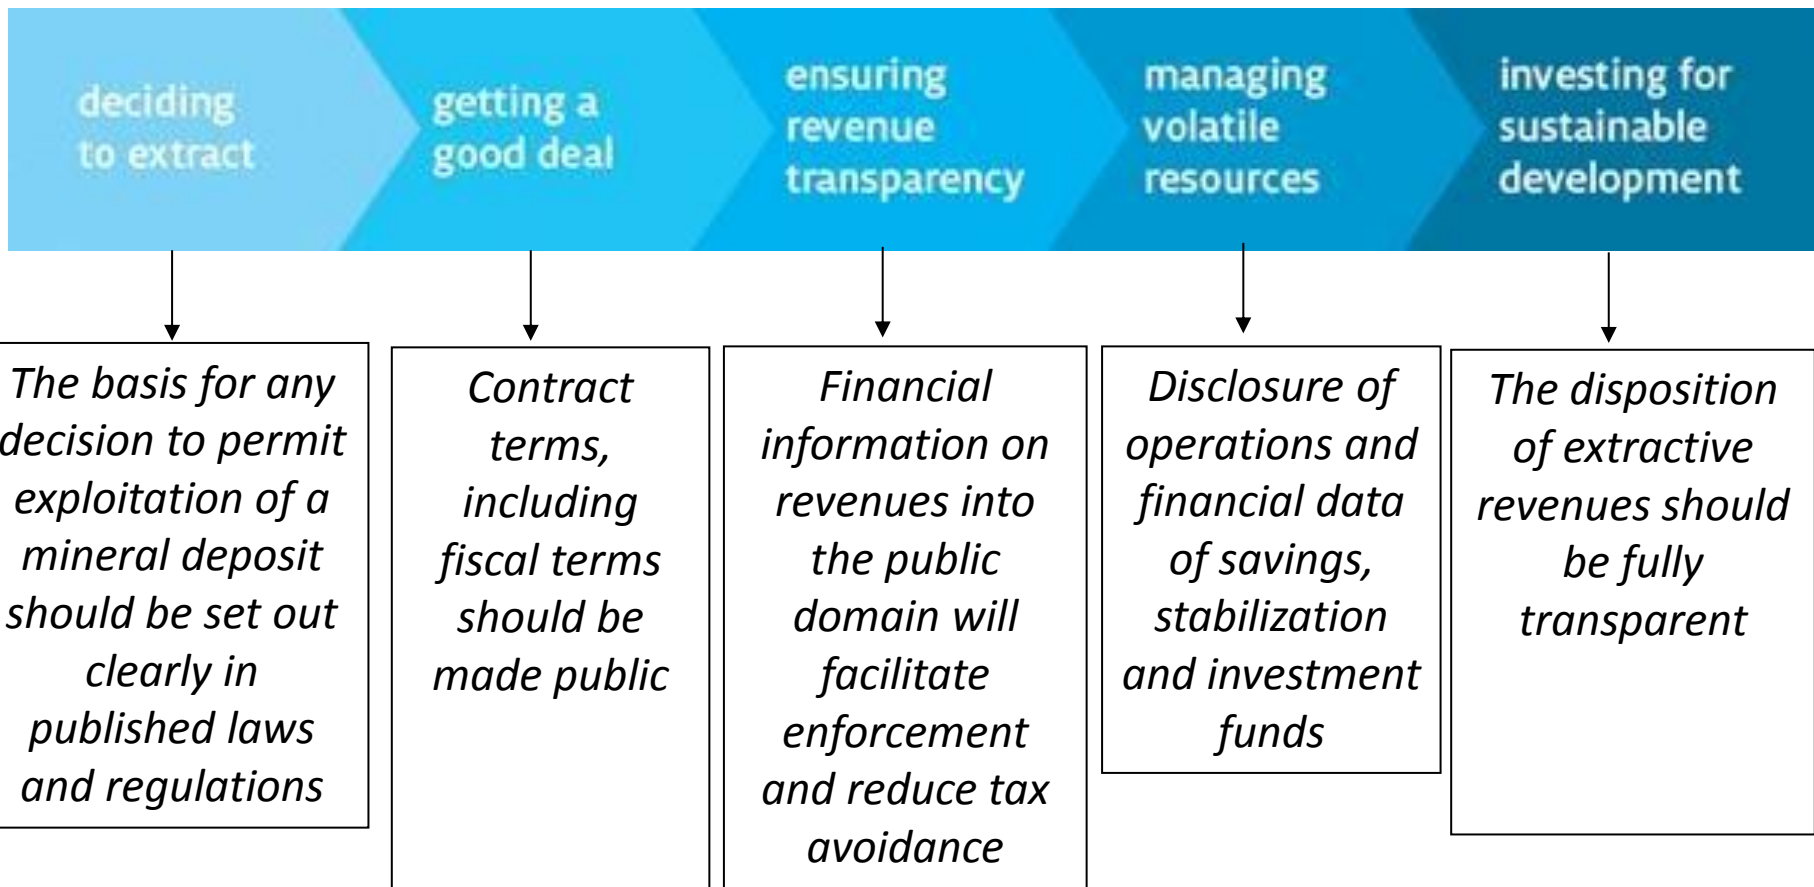 deciding
to extract
getting a
good deal
ensuring
revenue
transparency
managing
volatile
resources
investing for
sustainable
development
The basis for any
decision to permit
exploitation of a
mineral deposit
should be set out
clearly in
published laws
and regulations
Contract
terms,
including
fiscal terms
should be
made public
Financial
information on
revenues into
the public
domain will
facilitate
enforcement
and reduce tax
avoidance
Disclosure of
operations and
financial data
of savings,
stabilization
and investment
funds
The disposition
of extractive
revenues should
be fully
transparent